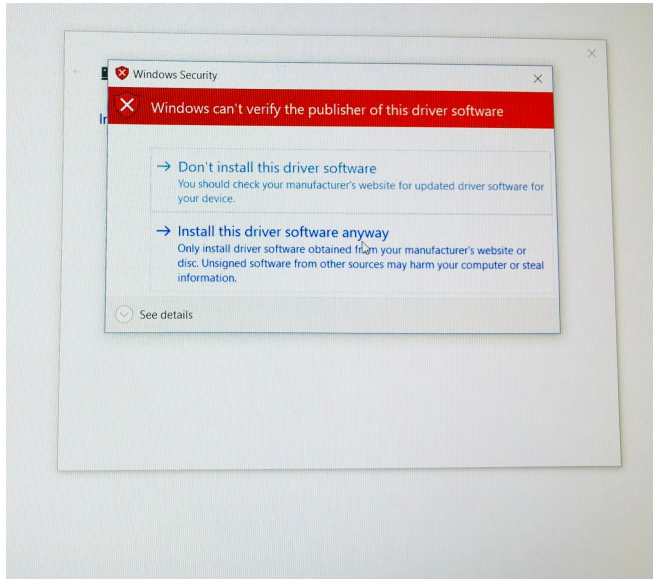 Windows Security
Windows can't verify the publisher of this driver software
In
Don't install this driver software
You should check your manufacturer's website for updated driver software for
your device.
Install this driver software anyway
Only install driver software obtained from your manufacturer's website or
disc. Unsigned software from other sources may harm your computer or steal
information.
See details